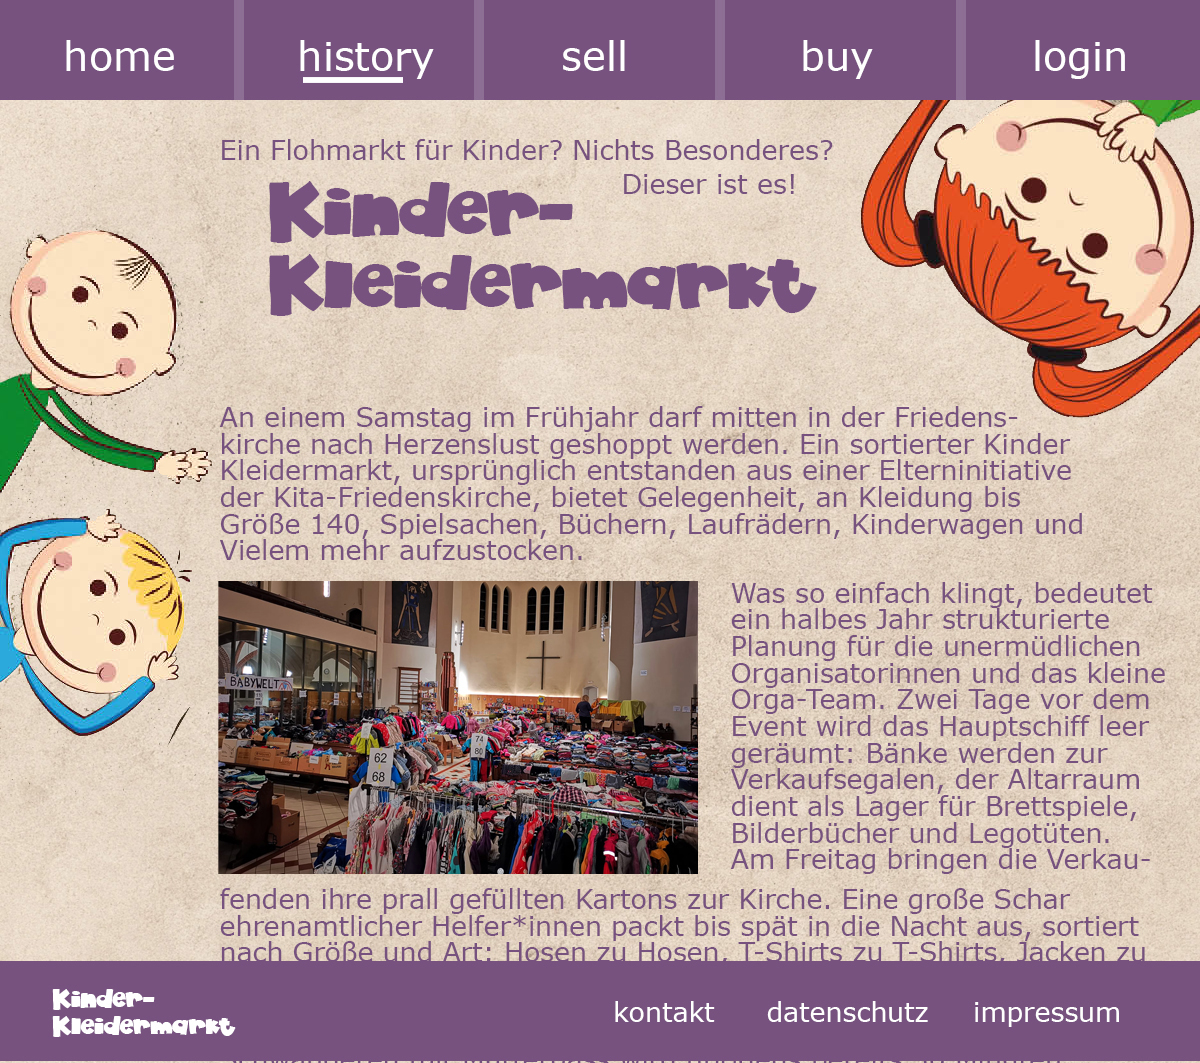 home
history
sell
buy
login
Ein Flohmarkt für Kinder? Nichts Besonderes?
Dieser ist es!
Kinder-
Kleidermarkt
An einem Samstag im Frühjahr darf mitten in der Friedens-
kirche nach Herzenslust geshoppt werden. Ein sortierter Kinder
Kleidermarkt, ursprünglich entstanden aus einer Elterninitiative
der Kita-Friedenskirche, bietet Gelegenheit, an Kleidung bis
Größe 140, Spielsachen, Büchern, Laufrädern, Kinderwagen und
Vielem mehr aufzustocken.
BABYWELT
62
68
74
80
Was so einfach klingt, bedeutet
ein halbes Jahr strukturierte
Planung für die unermüdlichen
Organisatorinnen und das kleine
Orga-Team. Zwei Tage vor dem
Event wird das Hauptschiff leer
geräumt: Bänke werden zur
Verkaufsegalen, der Altarraum
dient als Lager für Brettspiele,
Bilderbücher und Legotüten.
Am Freitag bringen die Verkau-
fenden ihre prall gefüllten Kartons zur Kirche. Eine große Schar
ehrenamtlicher Helfer*innen packt bis spät in die Nacht aus, sortiert
nach Größe und Art: Hosen zu Hosen, T-Shirts zu T-Shirts, Jacken zu
Kinder-
Kleidermarkt
kontakt
datenschutz
impressum